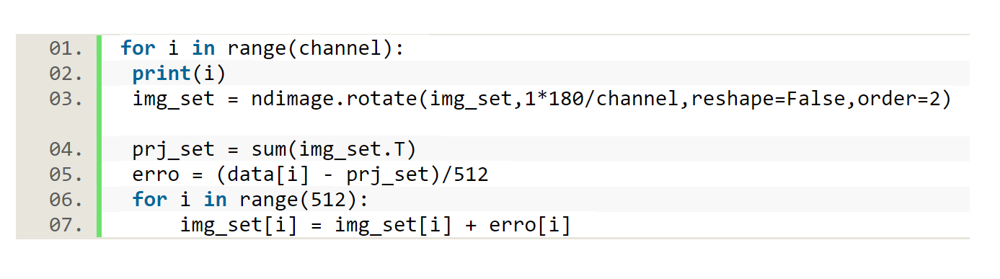 01. for i in range(channel):
02. print(i)
03. img_set = ndimage.rotate(img_set,1*180/channel,reshape=False,order=2)
04. prj_set = sum(img_set.T)
05. erro = (data[i] - prj_set)/512
06. for i in range(512):
07. img_set[i] = img_set[i] + erro[i]